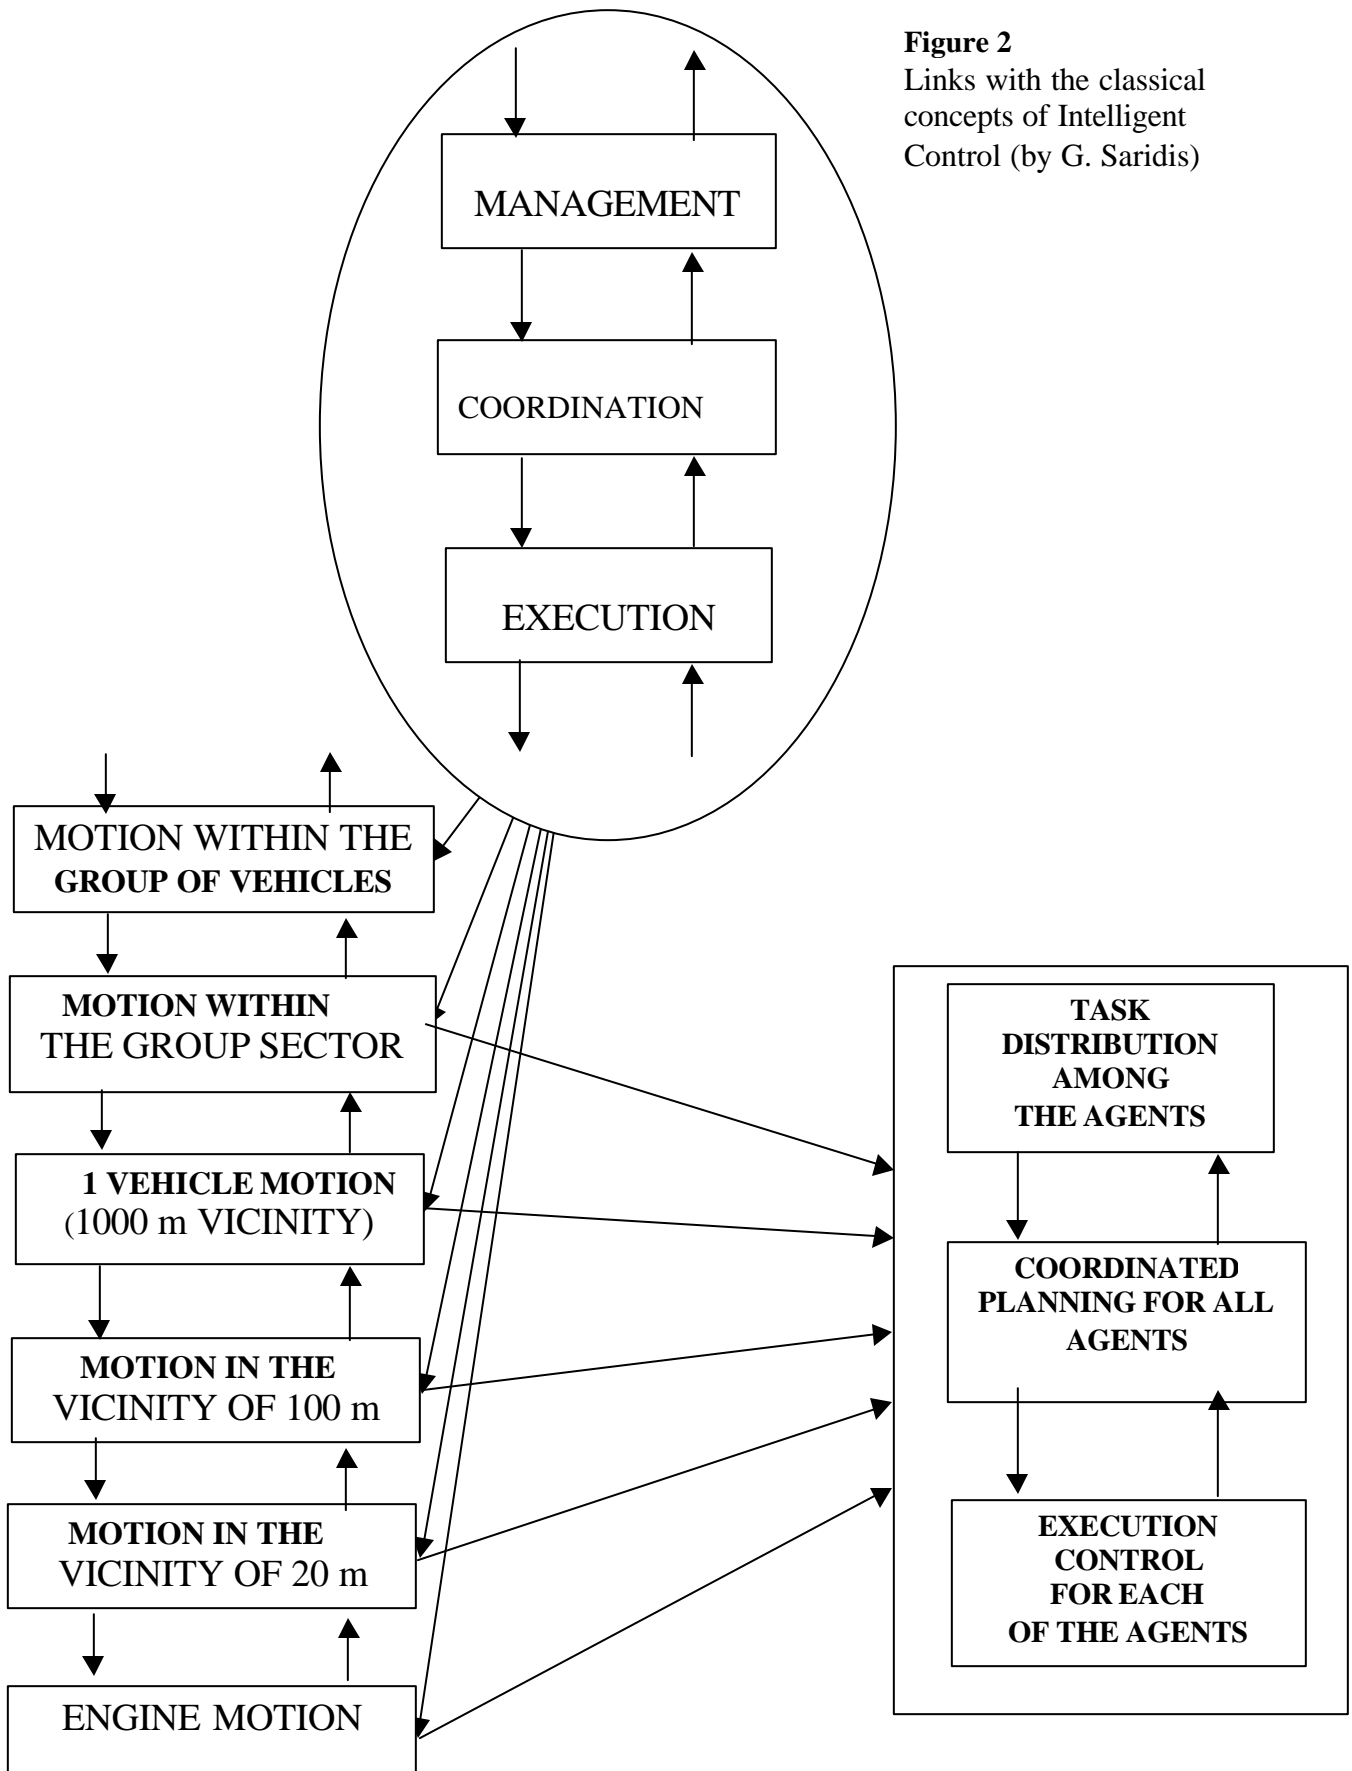 Figure 2
Links with the classical
concepts of Intelligent
Control (by G. Saridis)
MANAGEMENT
COORDINATION
EXECUTION
MOTION WITHIN THE
GROUP OF VEHICLES
MOTION WITHIN
THE GROUP SECTOR
1 VEHICLE MOTION
(1000 m VICINITY)
MOTION IN THE
VICINITY OF 100 m
MOTION IN THE
VICINITY OF 20 m
ENGINE MOTION
TASK
DISTRIBUTION
AMONG
THE AGENTS
COORDINATED
PLANNING FOR ALL
AGENTS
EXECUTION
CONTROL
FOR EACH
OF THE AGENTS